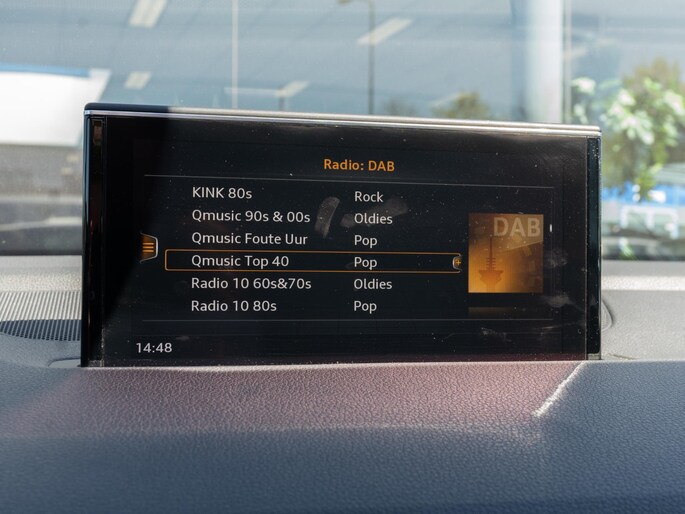 Radio: DAB
KINK 80s Rock
Qmusic 90s & 00s Oldies
Qmusic Foute Uur Pop
Qmusic Top 40 Pop
Radio 10 60s&70s Oldies
Radio 10 80s Pop
DAB
14:48